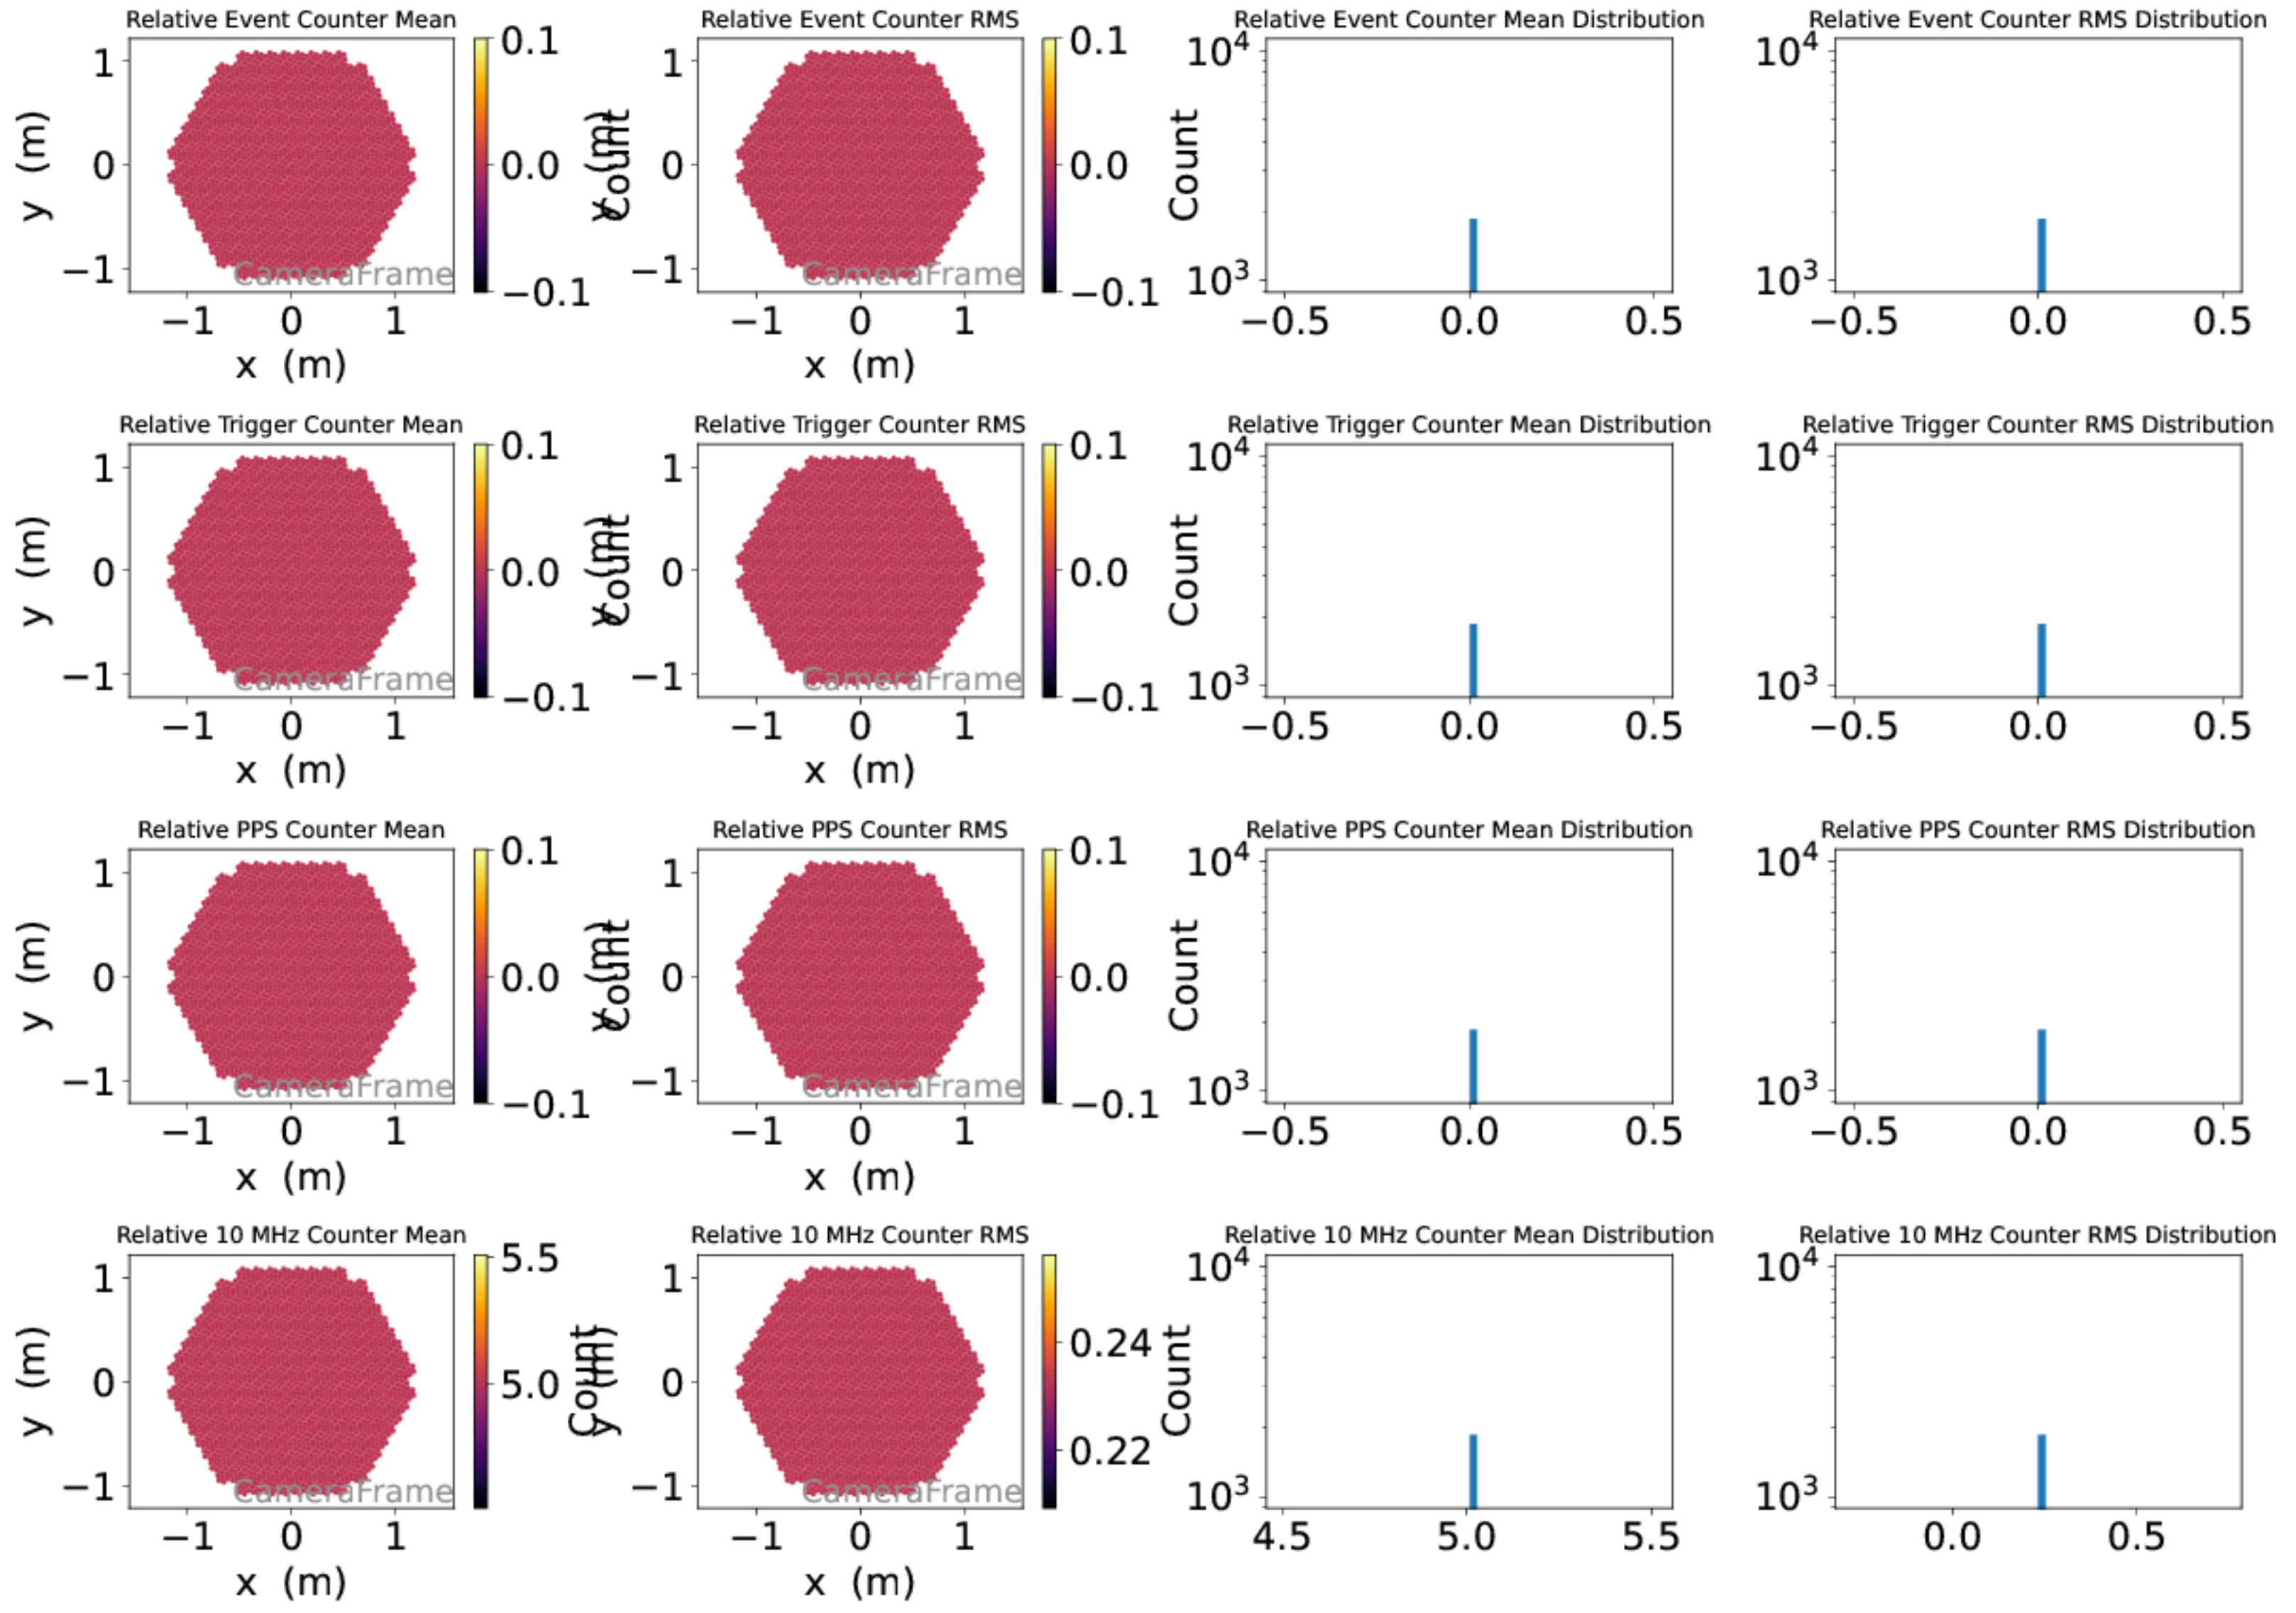 Relative Event Counter Mean
1
0
−1
y (m)
−1 0 1
x (m)
CameraFrame
0.1
0.0
−0.1
Count
Relative Event Counter RMS
1
0
−1
y (m)
−1 0 1
x (m)
CameraFrame
0.1
0.0
−0.1
Count
Relative Event Counter Mean Distribution
10⁴
10³
−0.5 0.0 0.5
Relative Event Counter RMS Distribution
10⁴
10³
−0.5 0.0 0.5
Relative Trigger Counter Mean
1
0
−1
y (m)
−1 0 1
x (m)
CameraFrame
0.1
0.0
−0.1
Count
Relative Trigger Counter RMS
1
0
−1
y (m)
−1 0 1
x (m)
CameraFrame
0.1
0.0
−0.1
Count
Relative Trigger Counter Mean Distribution
10⁴
10³
−0.5 0.0 0.5
Relative Trigger Counter RMS Distribution
10⁴
10³
−0.5 0.0 0.5
Relative PPS Counter Mean
1
0
−1
y (m)
−1 0 1
x (m)
CameraFrame
0.1
0.0
−0.1
Count
Relative PPS Counter RMS
1
0
−1
y (m)
−1 0 1
x (m)
CameraFrame
0.1
0.0
−0.1
Count
Relative PPS Counter Mean Distribution
10⁴
10³
−0.5 0.0 0.5
Relative PPS Counter RMS Distribution
10⁴
10³
−0.5 0.0 0.5
Relative 10 MHz Counter Mean
1
0
−1
y (m)
−1 0 1
x (m)
CameraFrame
5.5
5.0
Count
Relative 10 MHz Counter RMS
1
0
−1
y (m)
−1 0 1
x (m)
CameraFrame
0.24
0.22
Count
Relative 10 MHz Counter Mean Distribution
10⁴
10³
4.5 5.0 5.5
Relative 10 MHz Counter RMS Distribution
10⁴
10³
0.0 0.5